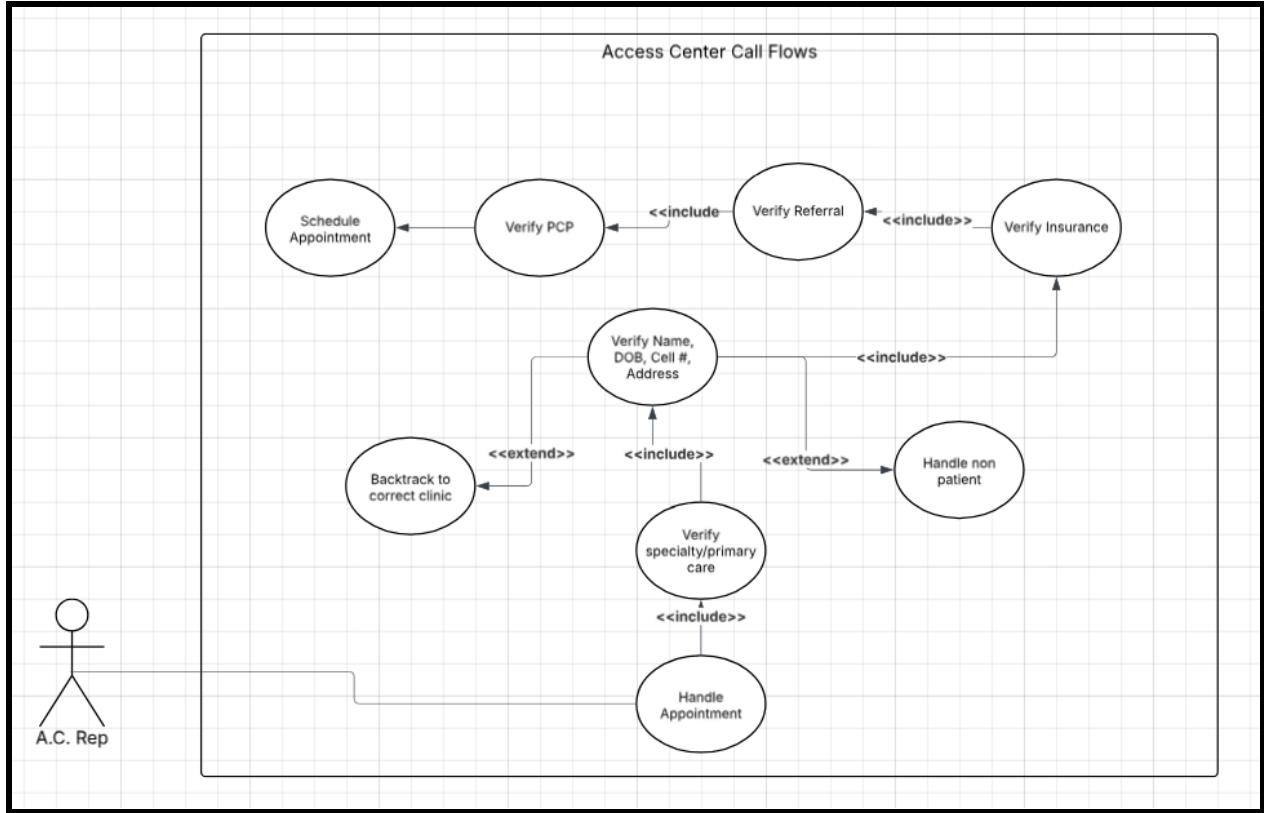 Access Center Call Flows
Schedule
Appointment
Verify PCP
<<include
Verify Referral
<<include>>
Verify Insurance
Verify Name,
DOB, Cell #,
Address
<<include>>
Backtrack to
correct clinic
<<extend>>
<<include>>
<<extend>>
Handle non
patient
Verify
specialty/primary
care
<<include>>
Handle
Appointment
A.C. Rep